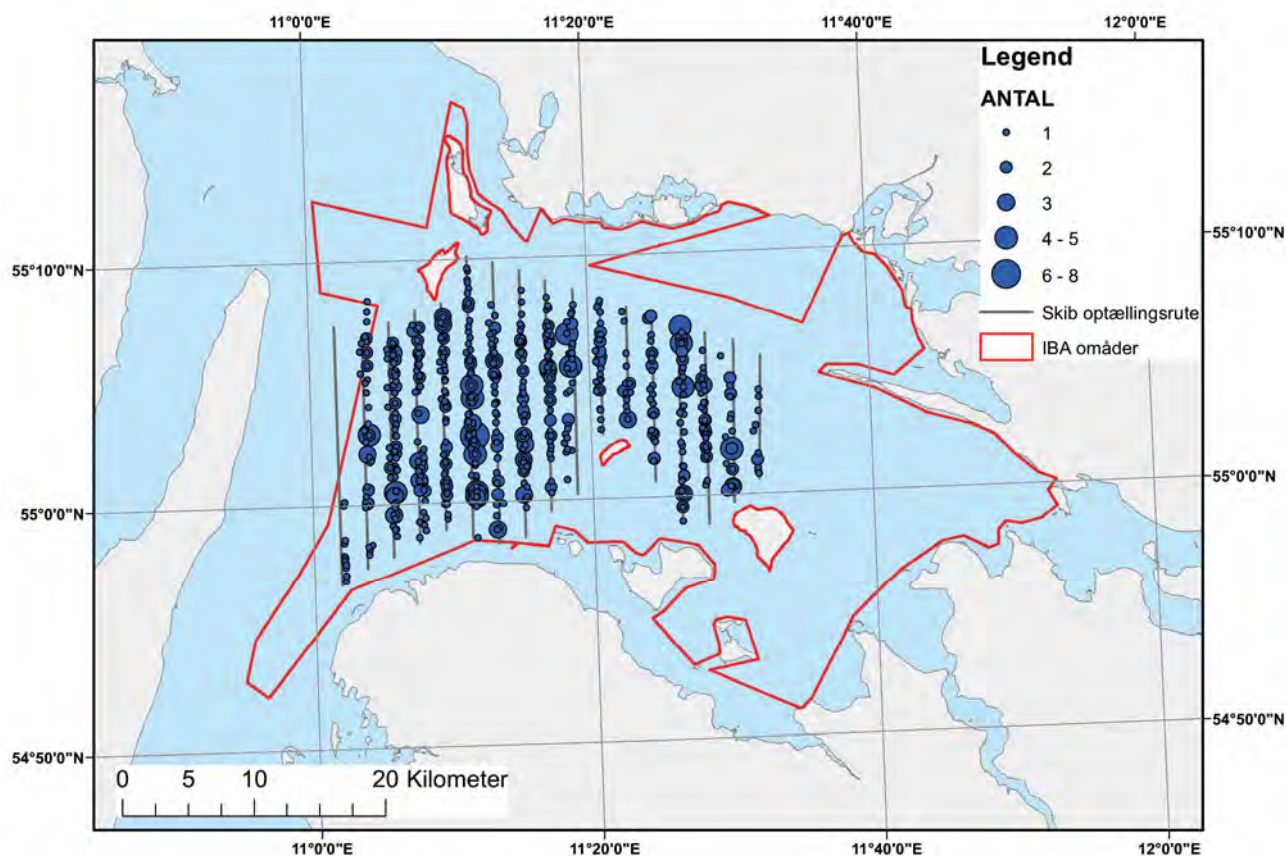 11°0'0"E 11°20'0"E 11°40'0"E 12°0'0"E
Legend
ANTAL
1
2
3
4 - 5
6 - 8
Skib optællingsrute
IBA omåder
55°10'0"N 55°10'0"N
55°0'0"N 55°0'0"N
54°50'0"N 54°50'0"N
0 5 10 20 Kilometer
11°0'0"E 11°20'0"E 11°40'0"E 12°0'0"E